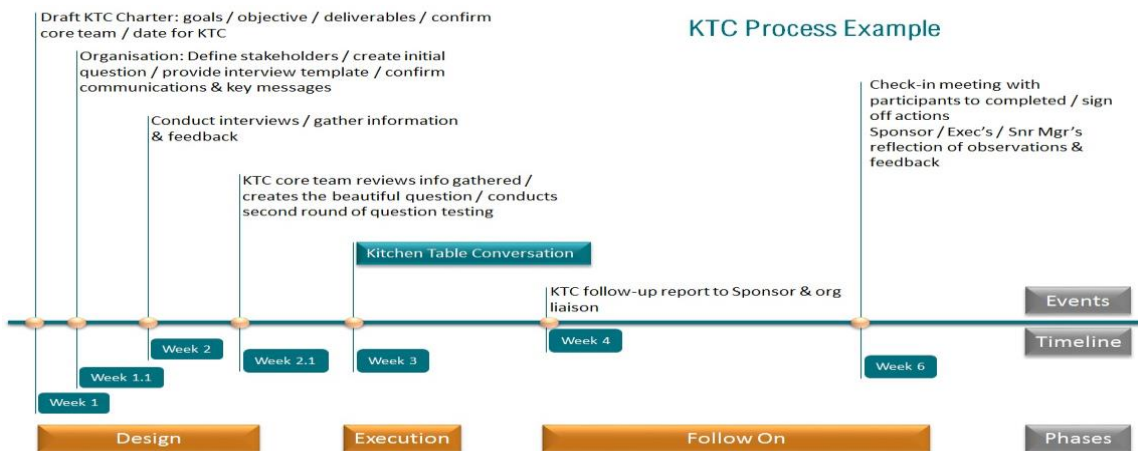 Draft KTC Charter: goals / objective / deliverables / confirm
core team / date for KTC
KTC Process Example
Organisation: Define stakeholders / create initial
question / provide interview template / confirm
communications & key messages
Check-in meeting with
participants to completed / sign
off actions
Sponsor / Exec's / Snr Mgr's
reflection of observations &
feedback
Conduct interviews / gather information
& feedback
KTC core team reviews info gathered /
creates the beautiful question / conducts
second round of question testing
Kitchen Table Conversation
KTC follow-up report to Sponsor & org
liaison
Events
Timeline
Week 1
Week 1.1
Week 2
Week 2.1
Week 3
Week 4
Week 6
Design
Execution
Follow On
Phases